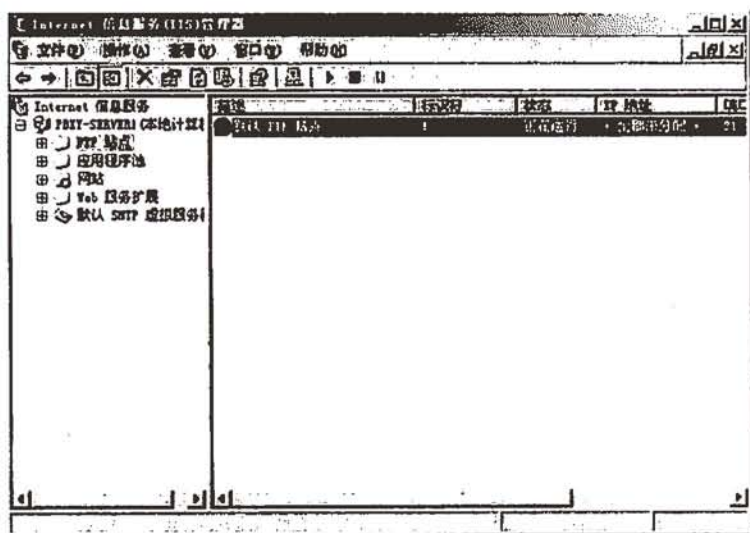 Internet 信息服务(IIS)管理器
文件(F) 操作(A) 查看(V) 窗口(W) 帮助(H)
Internet 信息服务
(本地计算机
FTP 站点
应用程序池
网站
Web 服务扩展
默认 SMTP 虚拟服务器
描述 标识符 状态 IP 地址
默认 FTP 站点 1 正在运行 * 全部未分配 * 21